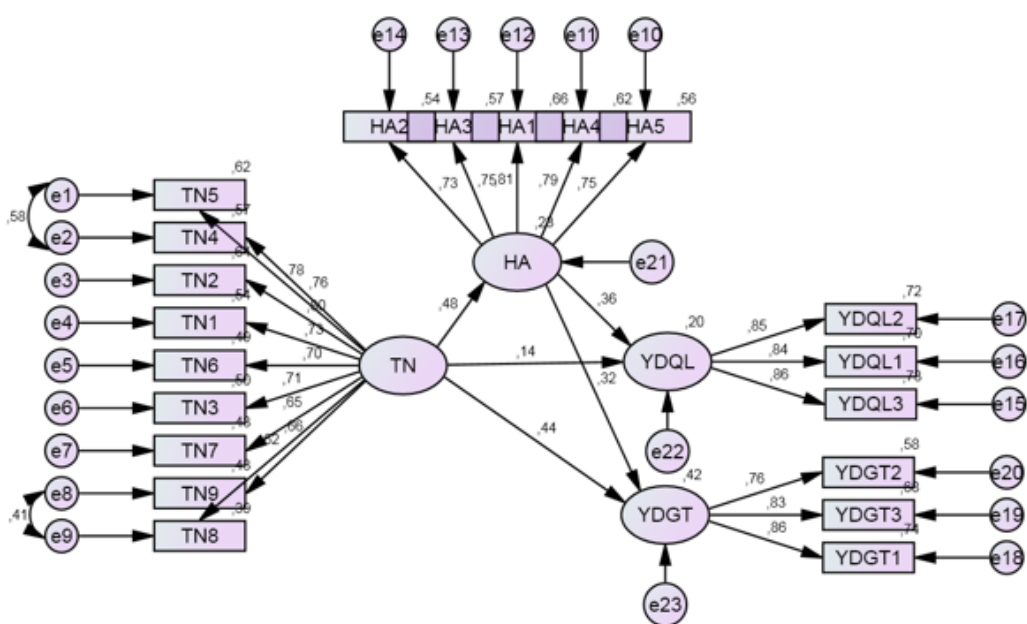 e14 e13 e12 e11 e10
,54 ,57 ,66 ,62 ,56
HA2 HA3 HA1 HA4 HA5
,73 ,75 ,81 ,79 ,75
,62
e1 TN5
,58
,57
e2 TN4
e3 TN2
,54
e4 TN1
e5 TN6
,50
e6 TN3
e7 TN7
e8 TN9
,41
,39
e9 TN8
,78 ,76
,73
,70
,71
,65
,66
TN
,48
,14
,44
HA
e21
,36
,32
,20
YDQL
e22
,85 ,84 ,86
,72
YDQL2 e17
YDQL1 e16
YDQL3 e15
,42
YDGT
e23
,76 ,83 ,86
,58
YDGT2 e20
YDGT3 e19
,74
YDGT1 e18